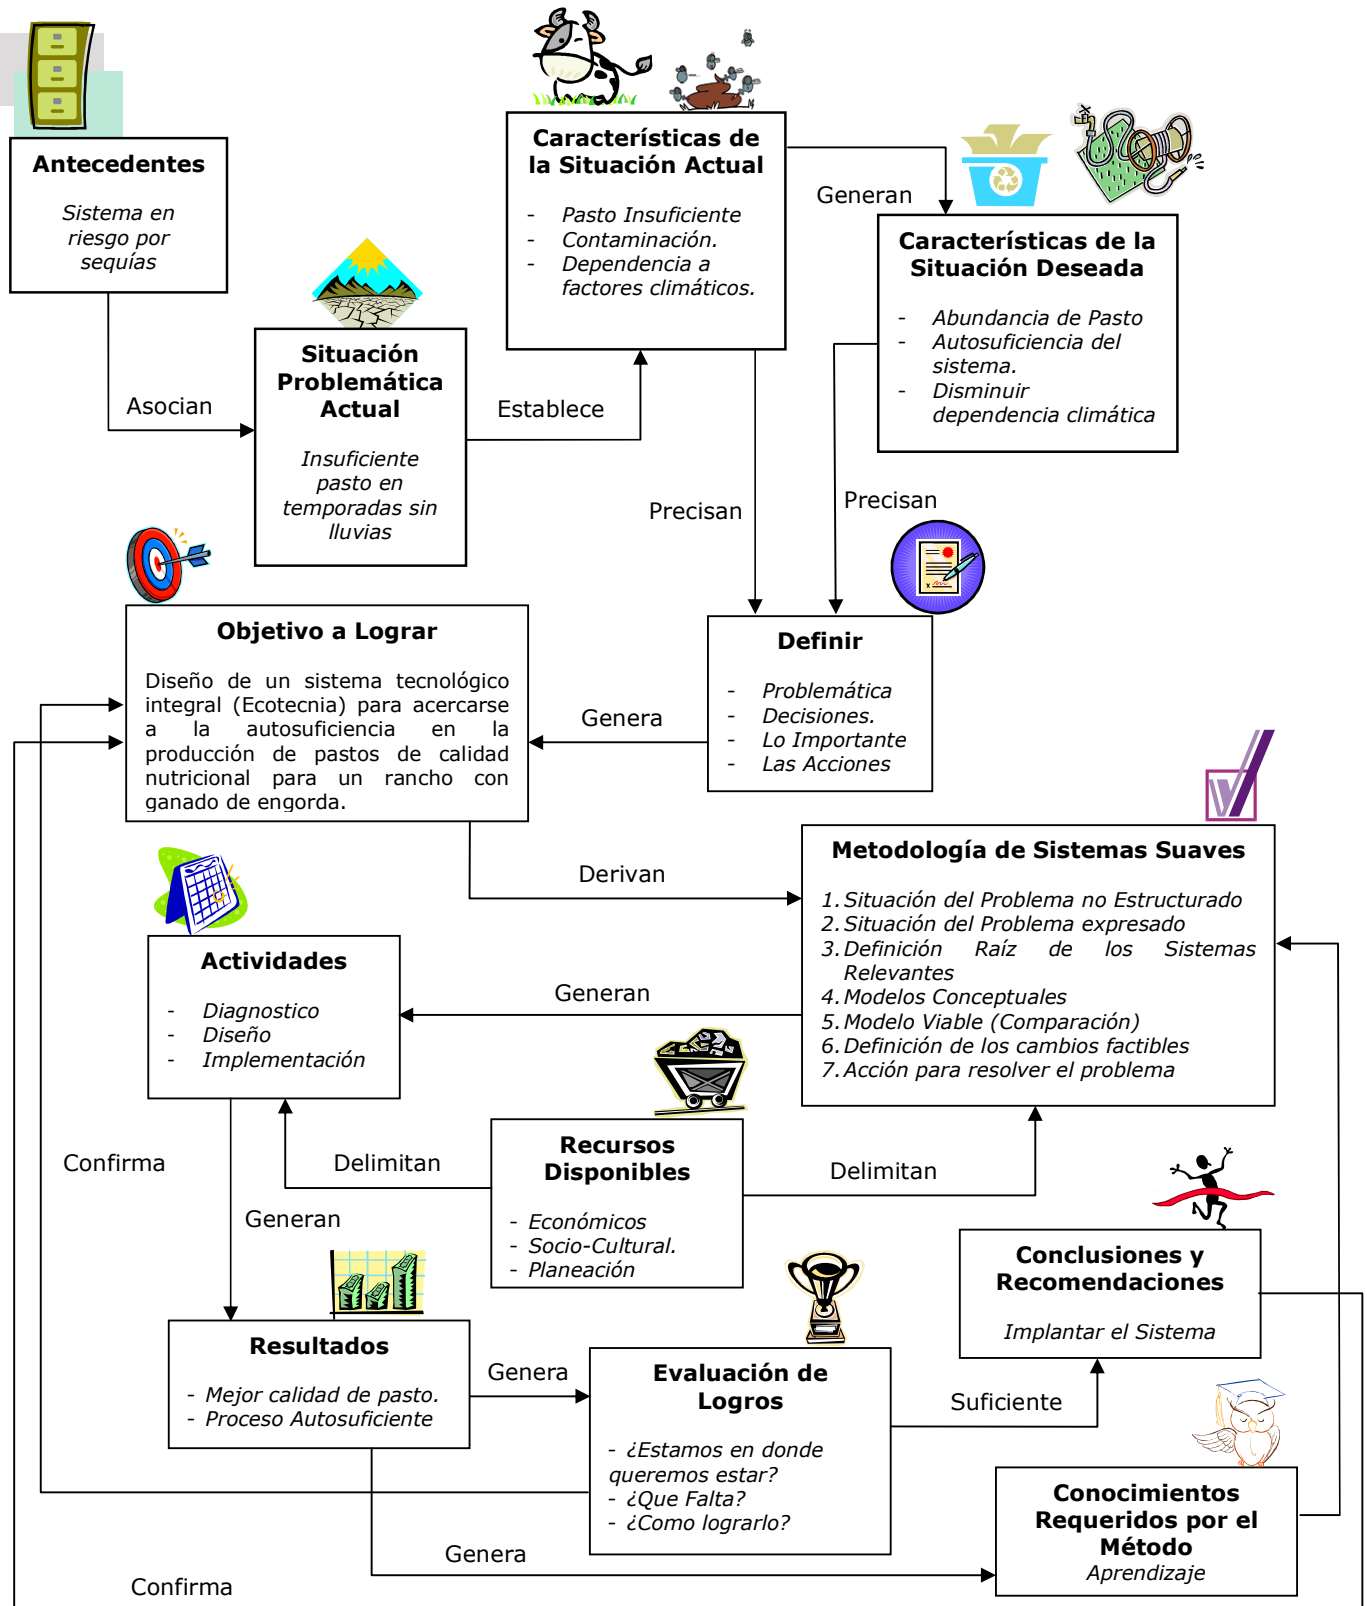 Antecedentes
Sistema en
riesgo por
sequías
Asocian
Situación
Problemática
Actual
Insuficiente
pasto en
temporadas sin
lluvias
Establece
Características de
la Situación Actual
- Pasto Insuficiente
- Contaminación.
- Dependencia a
factores climáticos.
Generan
Características de la
Situación Deseada
- Abundancia de Pasto
- Autosuficiencia del
sistema.
- Disminuir
dependencia climática
Precisan
Precisan
Definir
- Problemática
- Decisiones.
- Lo Importante
- Las Acciones
Genera
Objetivo a Lograr
Diseño de un sistema tecnológico
integral (Ecotecnia) para acercarse
a la autosuficiencia en la
producción de pastos de calidad
nutricional para un rancho con
ganado de engorda.
Derivan
Metodología de Sistemas Suaves
1. Situación del Problema no Estructurado
2. Situación del Problema expresado
3. Definición Raíz de los Sistemas
Relevantes
4. Modelos Conceptuales
5. Modelo Viable (Comparación)
6. Definición de los cambios factibles
7. Acción para resolver el problema
Generan
Actividades
- Diagnostico
- Diseño
- Implementación
Confirma
Delimitan
Recursos
Disponibles
- Económicos
- Socio-Cultural.
- Planeación
Delimitan
Generan
Resultados
- Mejor calidad de pasto.
- Proceso Autosuficiente
Genera
Evaluación de
Logros
- ¿Estamos en donde
queremos estar?
- ¿Que Falta?
- ¿Como lograrlo?
Suficiente
Conclusiones y
Recomendaciones
Implantar el Sistema
Genera
Conocimientos
Requeridos por el
Método
Aprendizaje
Confirma